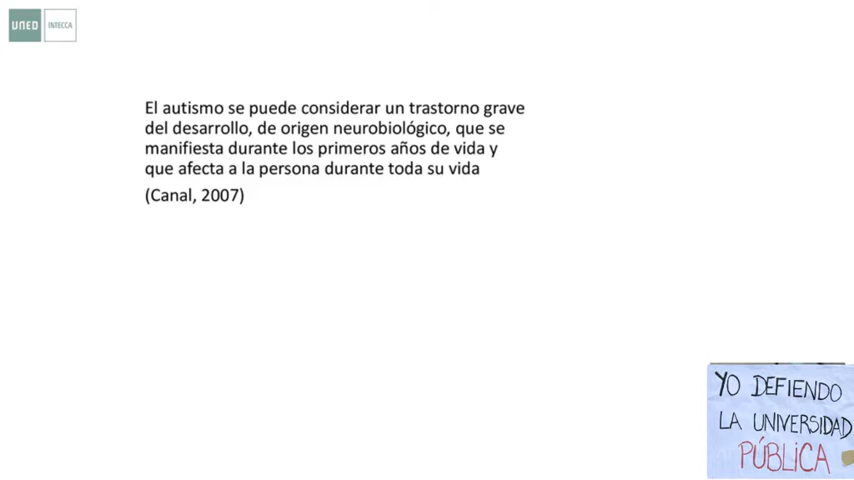 UNED
INTECCA
El autismo se puede considerar un trastorno grave
del desarrollo, de origen neurobiológico, que se
manifiesta durante los primeros años de vida y
que afecta a la persona durante toda su vida
(Canal, 2007)
YO DEFIENDO
LA UNIVERSIDAD
PÚBLICA